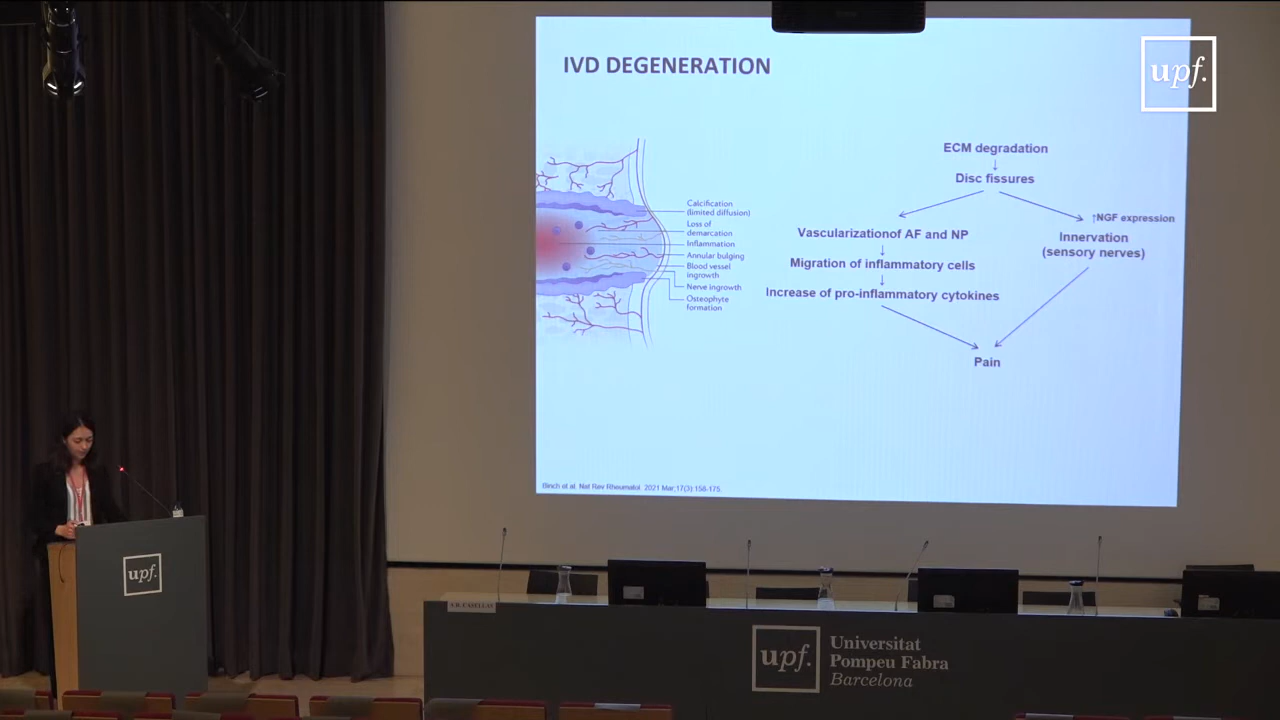 IVD DEGENERATION
upf.
ECM degradation
↓
Disc fissures
↑NGF expression
Vascularizationof AF and NP
Innervation
(sensory nerves)
↓
Migration of inflammatory cells
↓
Increase of pro-inflammatory cytokines
Pain
Calcification
(limited diffusion)
Loss of
demarcation
Inflammation
Annular bulging
Blood vessel
ingrowth
Nerve ingrowth
Osteophyte
formation
Binch et al. Nat Rev Rheumatol. 2021 Mar;17(3):158-175.
upf.
A.B. CASELLAS
upf.
Universitat
Pompeu Fabra
Barcelona